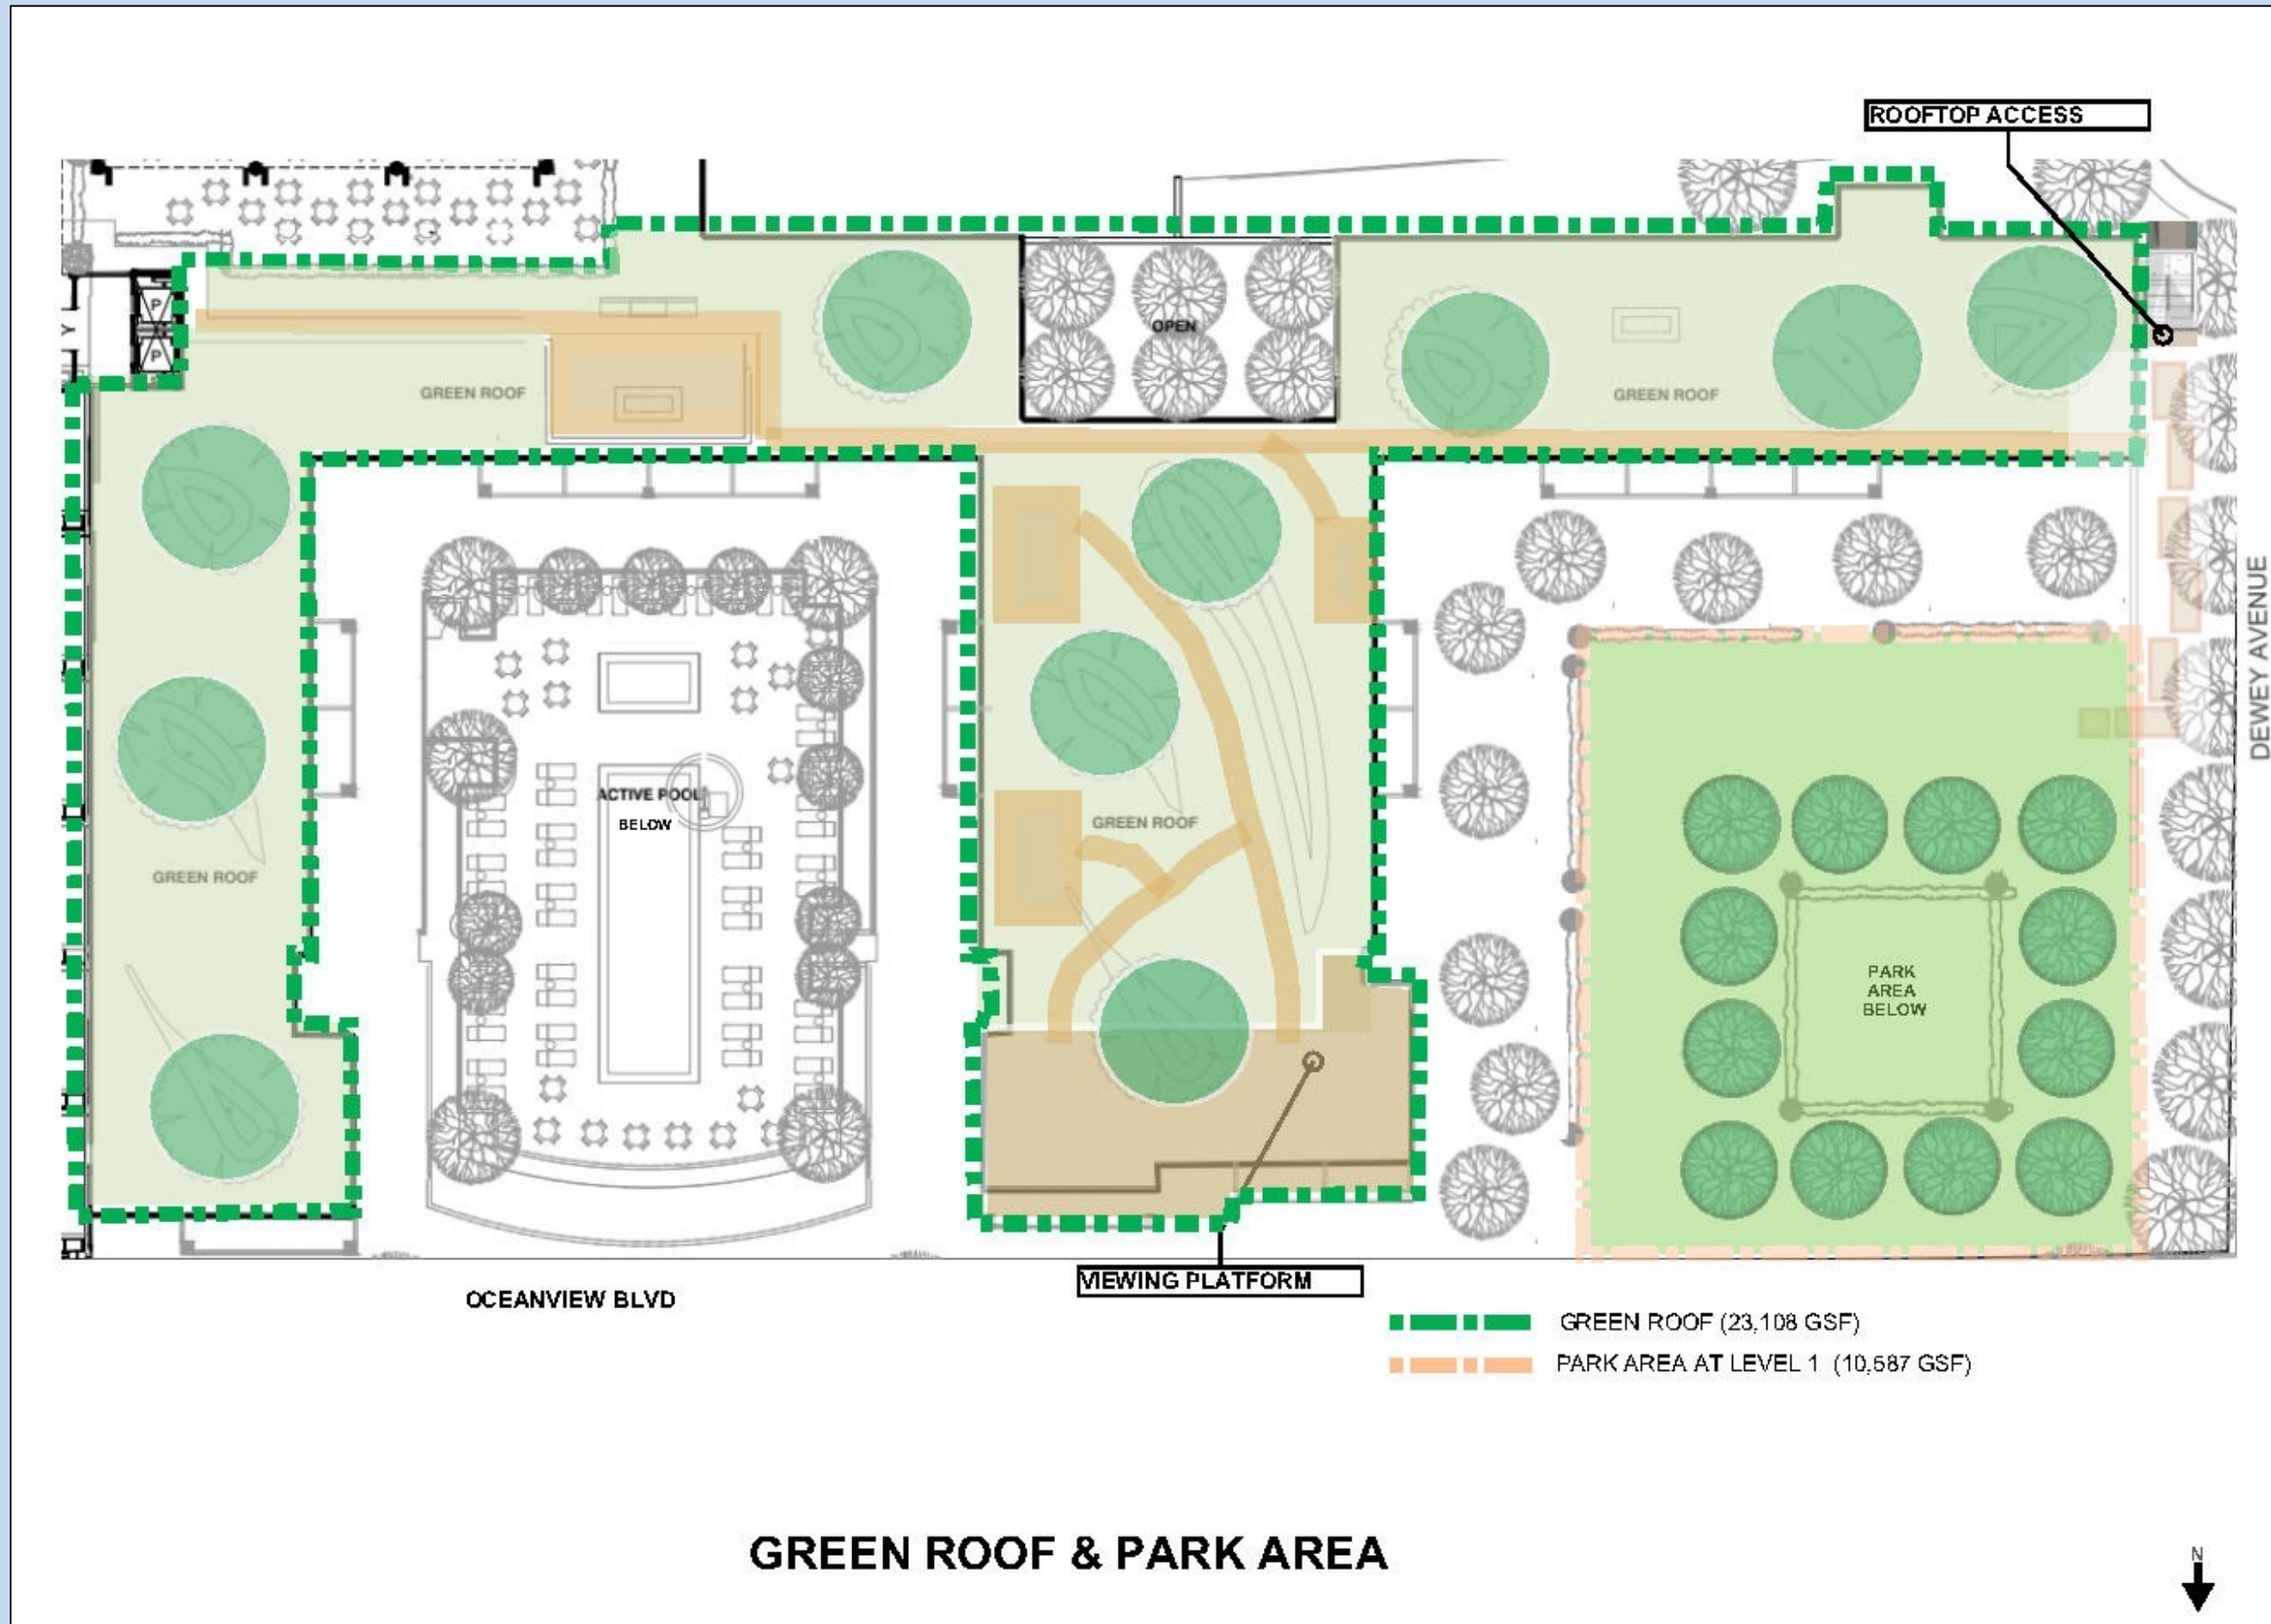 ROOFTOP ACCESS
P
P
Y
OPEN
GREEN ROOF
GREEN ROOF
DEWEY AVENUE
ACTIVE POOL
BELOW
GREEN ROOF
GREEN ROOF
PARK
AREA
BELOW
VIEWING PLATFORM
OCEANVIEW BLVD
GREEN ROOF (23,108 GSF)
PARK AREA AT LEVEL 1 (10,587 GSF)
GREEN ROOF & PARK AREA
N